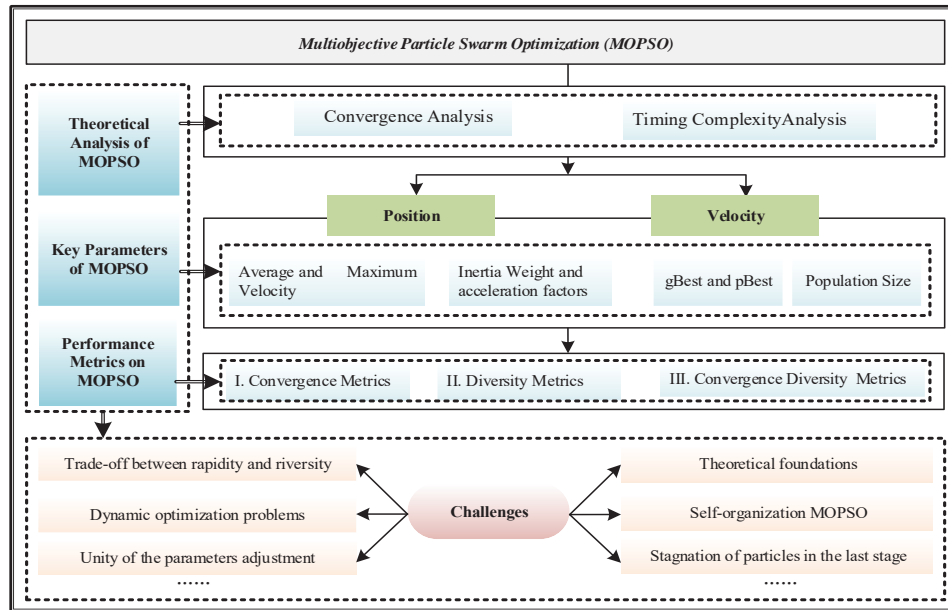 Multiobjective Particle Swarm Optimization (MOPSO)
Theoretical
Analysis of
MOPSO
Convergence Analysis
Timing ComplexityAnalysis
Position
Velocity
Key Parameters
of MOPSO
Average and Maximum
Velocity
Inertia Weight and
acceleration factors
gBest and pBest
Population Size
Performance
Metrics on
MOPSO
I. Convergence Metrics
II. Diversity Metrics
III. Convergence Diversity Metrics
Trade-off between rapidity and riversity
Dynamic optimization problems
Unity of the parameters adjustment
......
Challenges
Theoretical foundations
Self-organization MOPSO
Stagnation of particles in the last stage
......